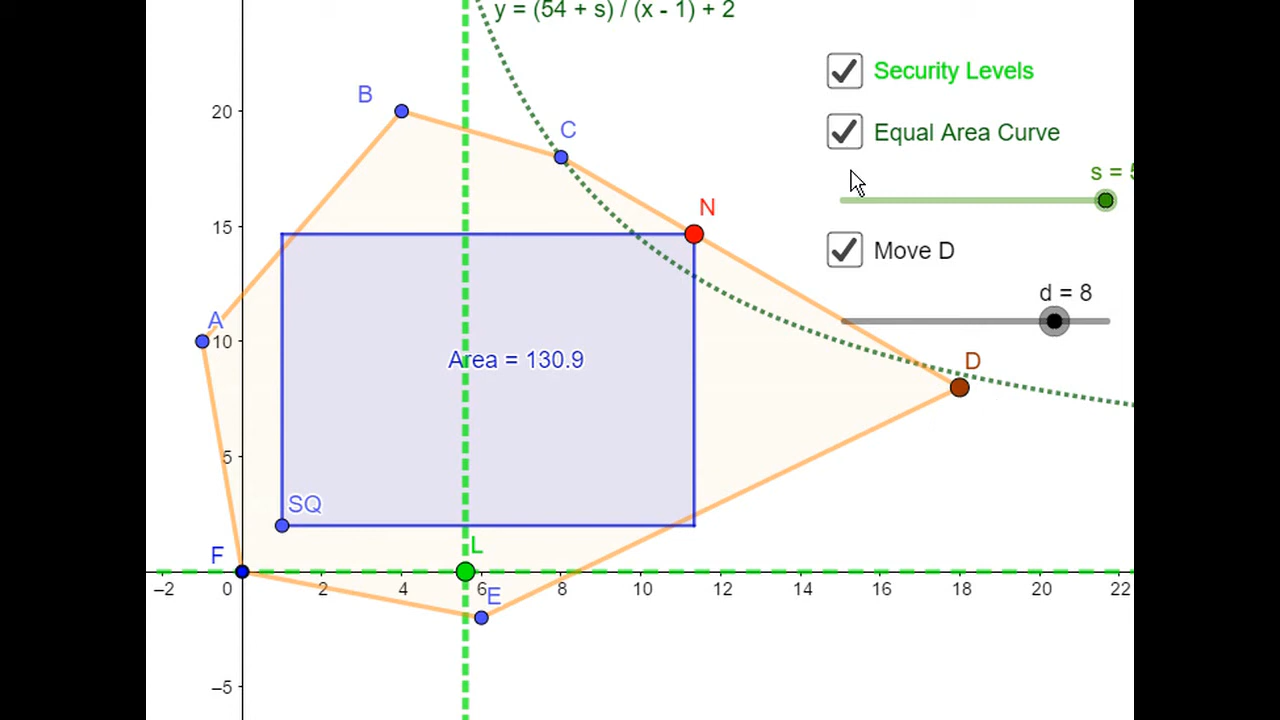 y = (54 + s) / (x - 1) + 2
Security Levels
B
20
C
Equal Area Curve
s = 5
N
15
Move D
d = 8
A
10
Area = 130.9
D
5
SQ
L
F
−2 0 2 4 6 8 10 12 14 16 18 20 22
E
−5